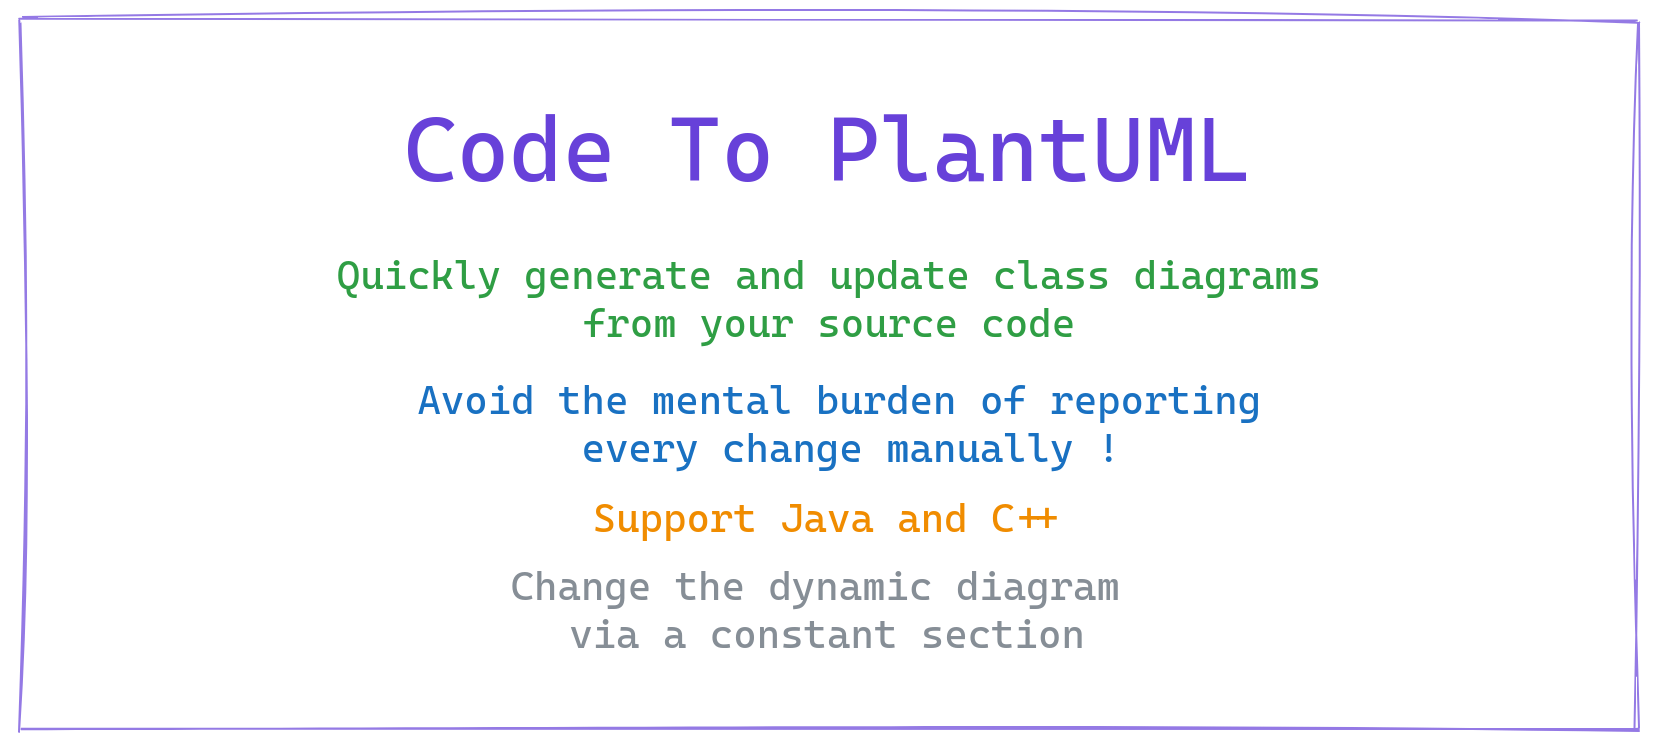 Code To PlantUML
Quickly generate and update class diagrams
from your source code
Avoid the mental burden of reporting
every change manually !
Support Java and C++
Change the dynamic diagram
via a constant section